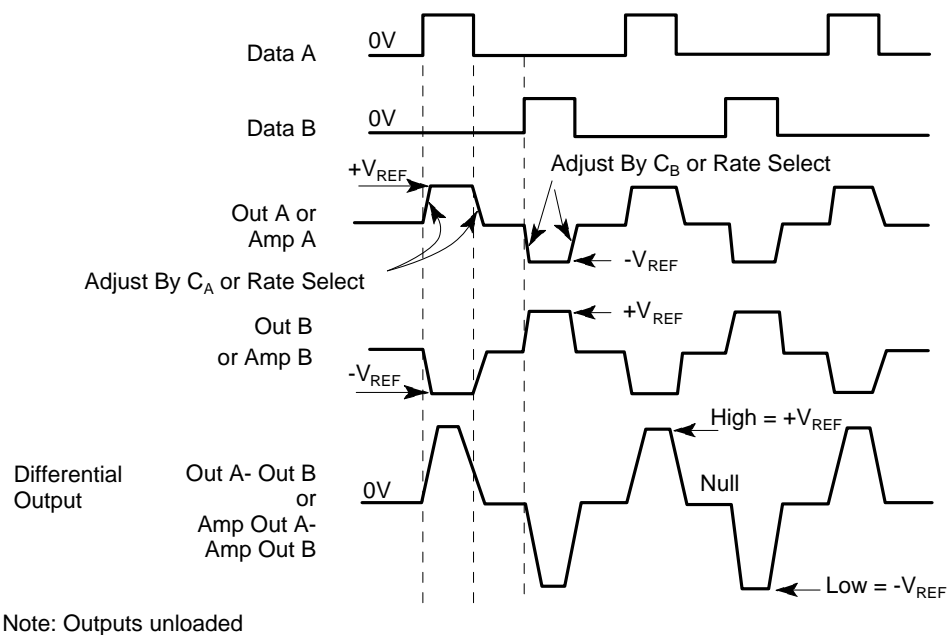 Data A
0V
Data B
0V
+VREF
Adjust By CB or Rate Select
Out A or
Amp A
-VREF
Adjust By CA or Rate Select
Out B
or Amp B
+VREF
-VREF
High = +VREF
Differential
Output
Out A- Out B
or
Amp Out A-
Amp Out B
0V
Null
Low = -VREF
Note: Outputs unloaded